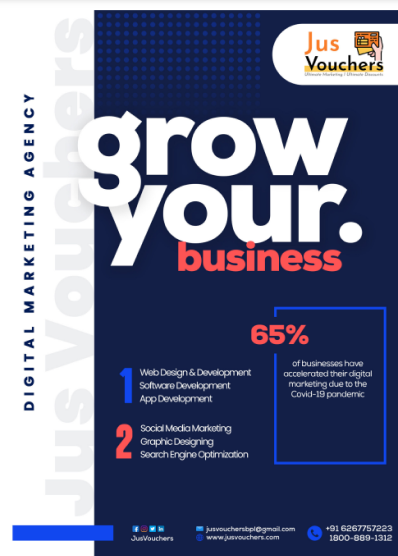 Jus
Vouchers
Ultimate Marketing | Ultimate Discounts
DIGITAL MARKETING AGENCY
Jus Vouchers
grow
your.
business
65%
of businesses have
accelerated their digital
marketing due to the
Covid-19 pandemic
1
Web Design & Development
Software Development
App Development
2
Social Media Marketing
Graphic Designing
Search Engine Optimization
JusVouchers
jusvouchersbpl@gmail.com
www.jusvouchers.com
+91 6267757223
1800-889-1312